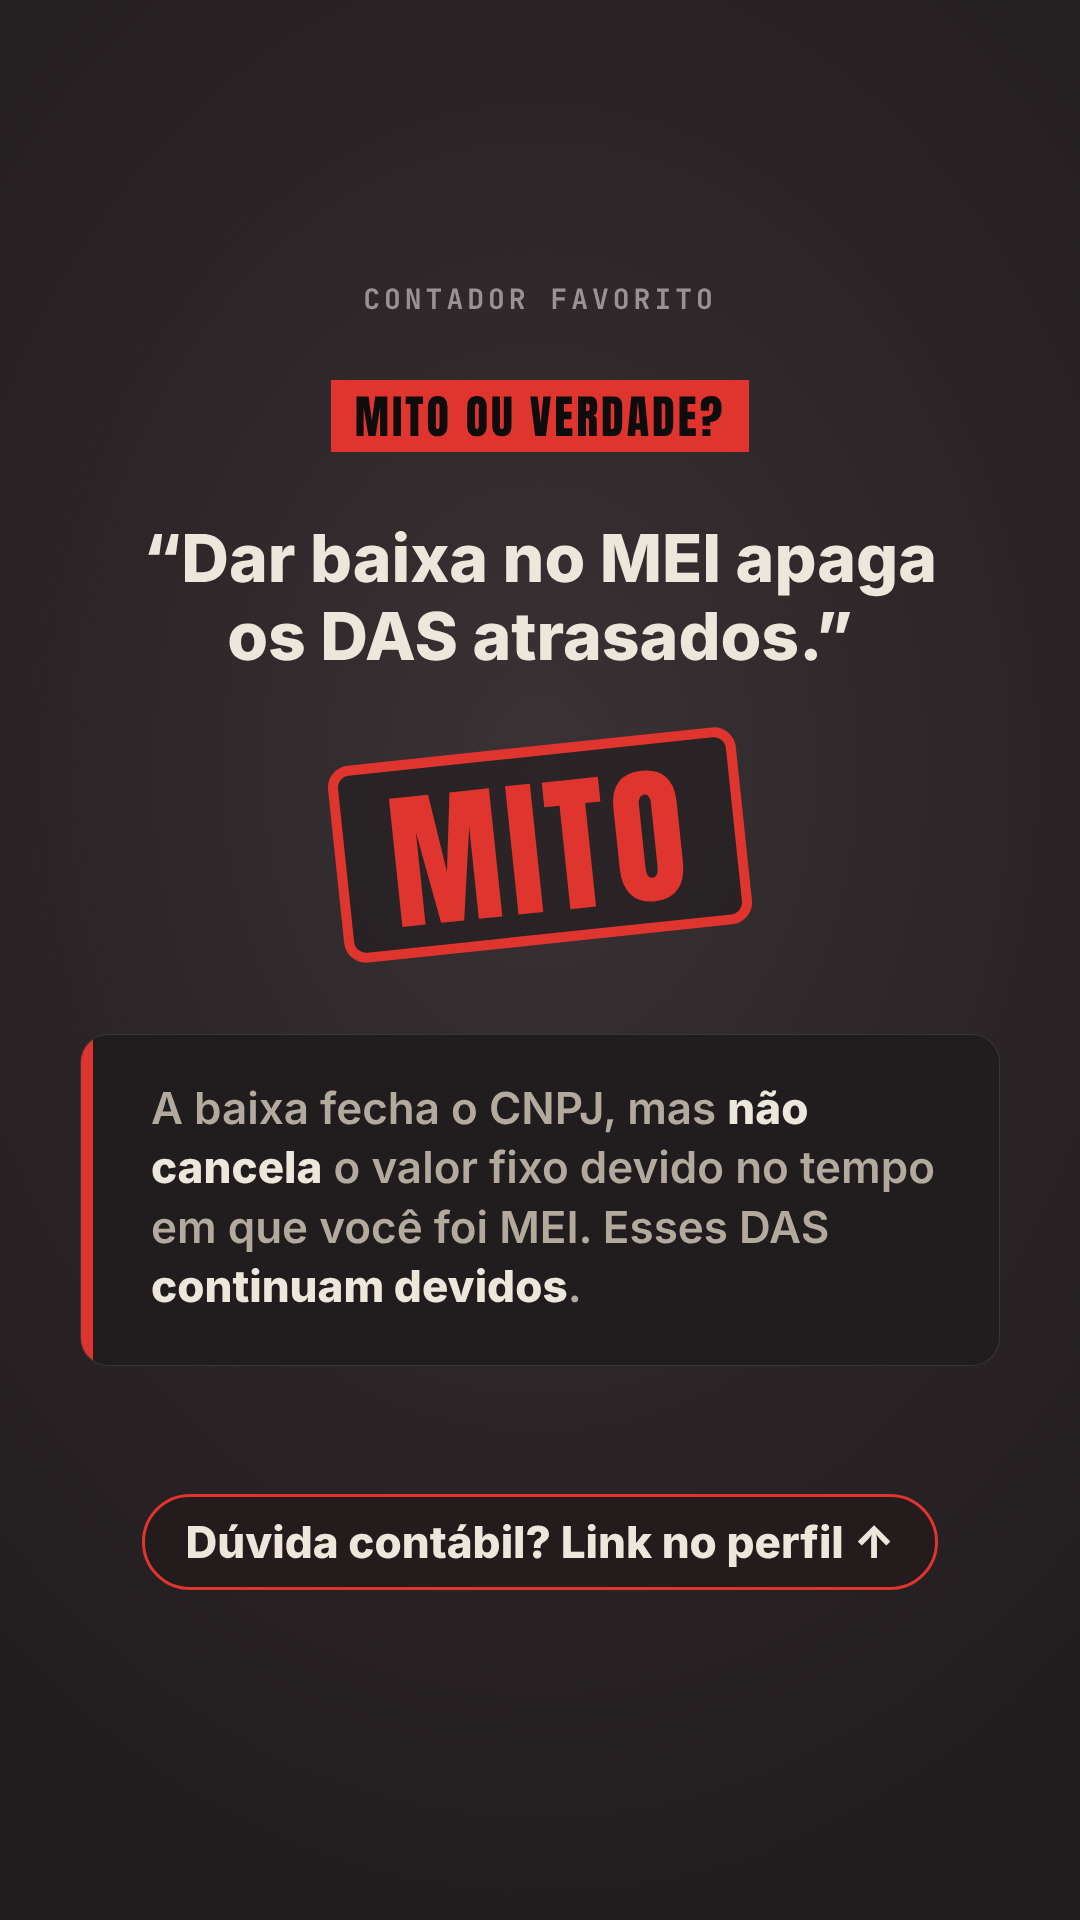 CONTADOR FAVORITO
MITO OU VERDADE?
“Dar baixa no MEI apaga
os DAS atrasados.”
MITO
A baixa fecha o CNPJ, mas não
cancela o valor fixo devido no tempo
em que você foi MEI. Esses DAS
continuam devidos.
Dúvida contábil? Link no perfil ↑